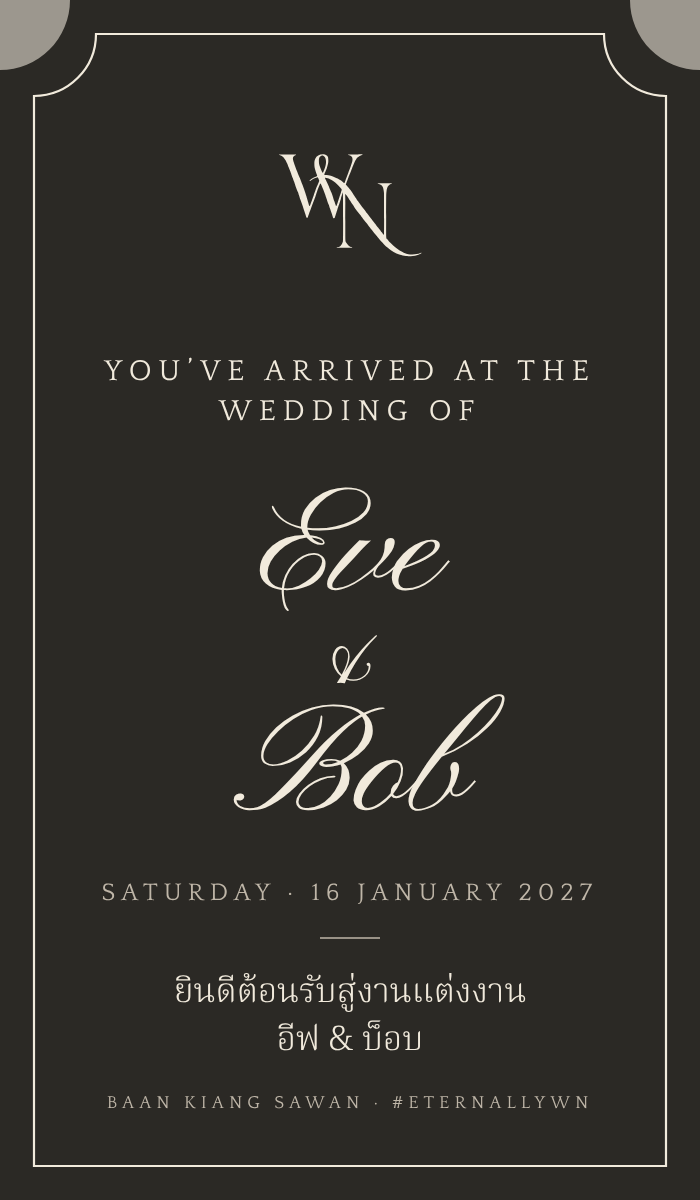 WN
YOU’VE ARRIVED AT THE
WEDDING OF
Eve
&
Bob
SATURDAY · 16 JANUARY 2027
ยินดีต้อนรับสู่งานแต่งงาน
อีฟ & บ็อบ
BAAN KIANG SAWAN · #ETERNALLYWN